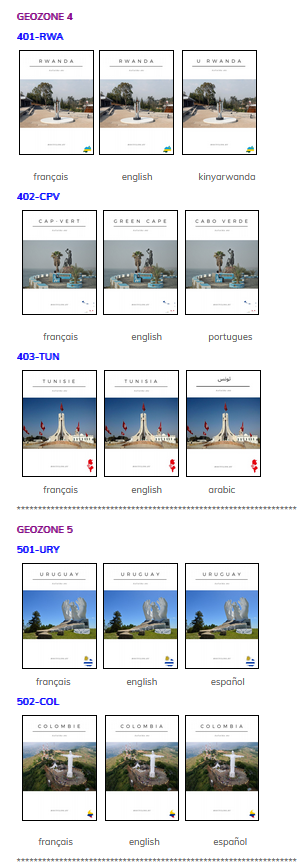 GEOZONE 4
401-RWA
RWANDA RWANDA U RWANDA
français english kinyarwanda
402-CPV
CAP-VERT GREEN CAPE CABO VERDE
français english portugues
403-TUN
TUNISIE TUNISIA تونس
français english arabic
****************************************************************
GEOZONE 5
501-URY
URUGUAY URUGUAY URUGUAY
français english español
502-COL
COLOMBIE COLOMBIA COLOMBIA
français english español
****************************************************************